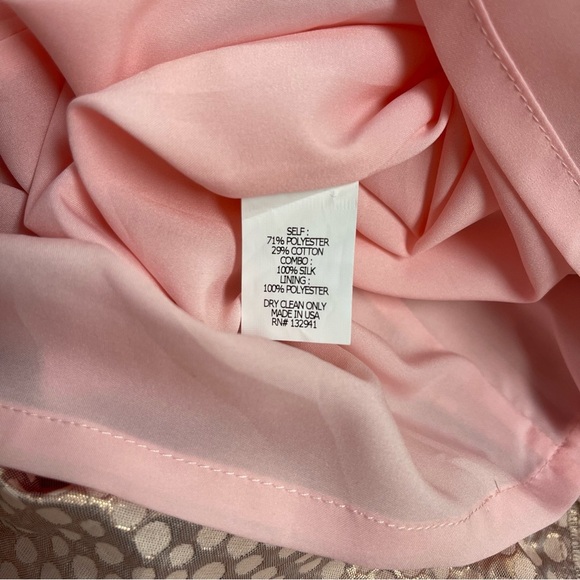 SELF :
71% POLYESTER
29% COTTON
COMBO :
100% SILK
LINING :
100% POLYESTER
DRY CLEAN ONLY
MADE IN USA
RN# 132941